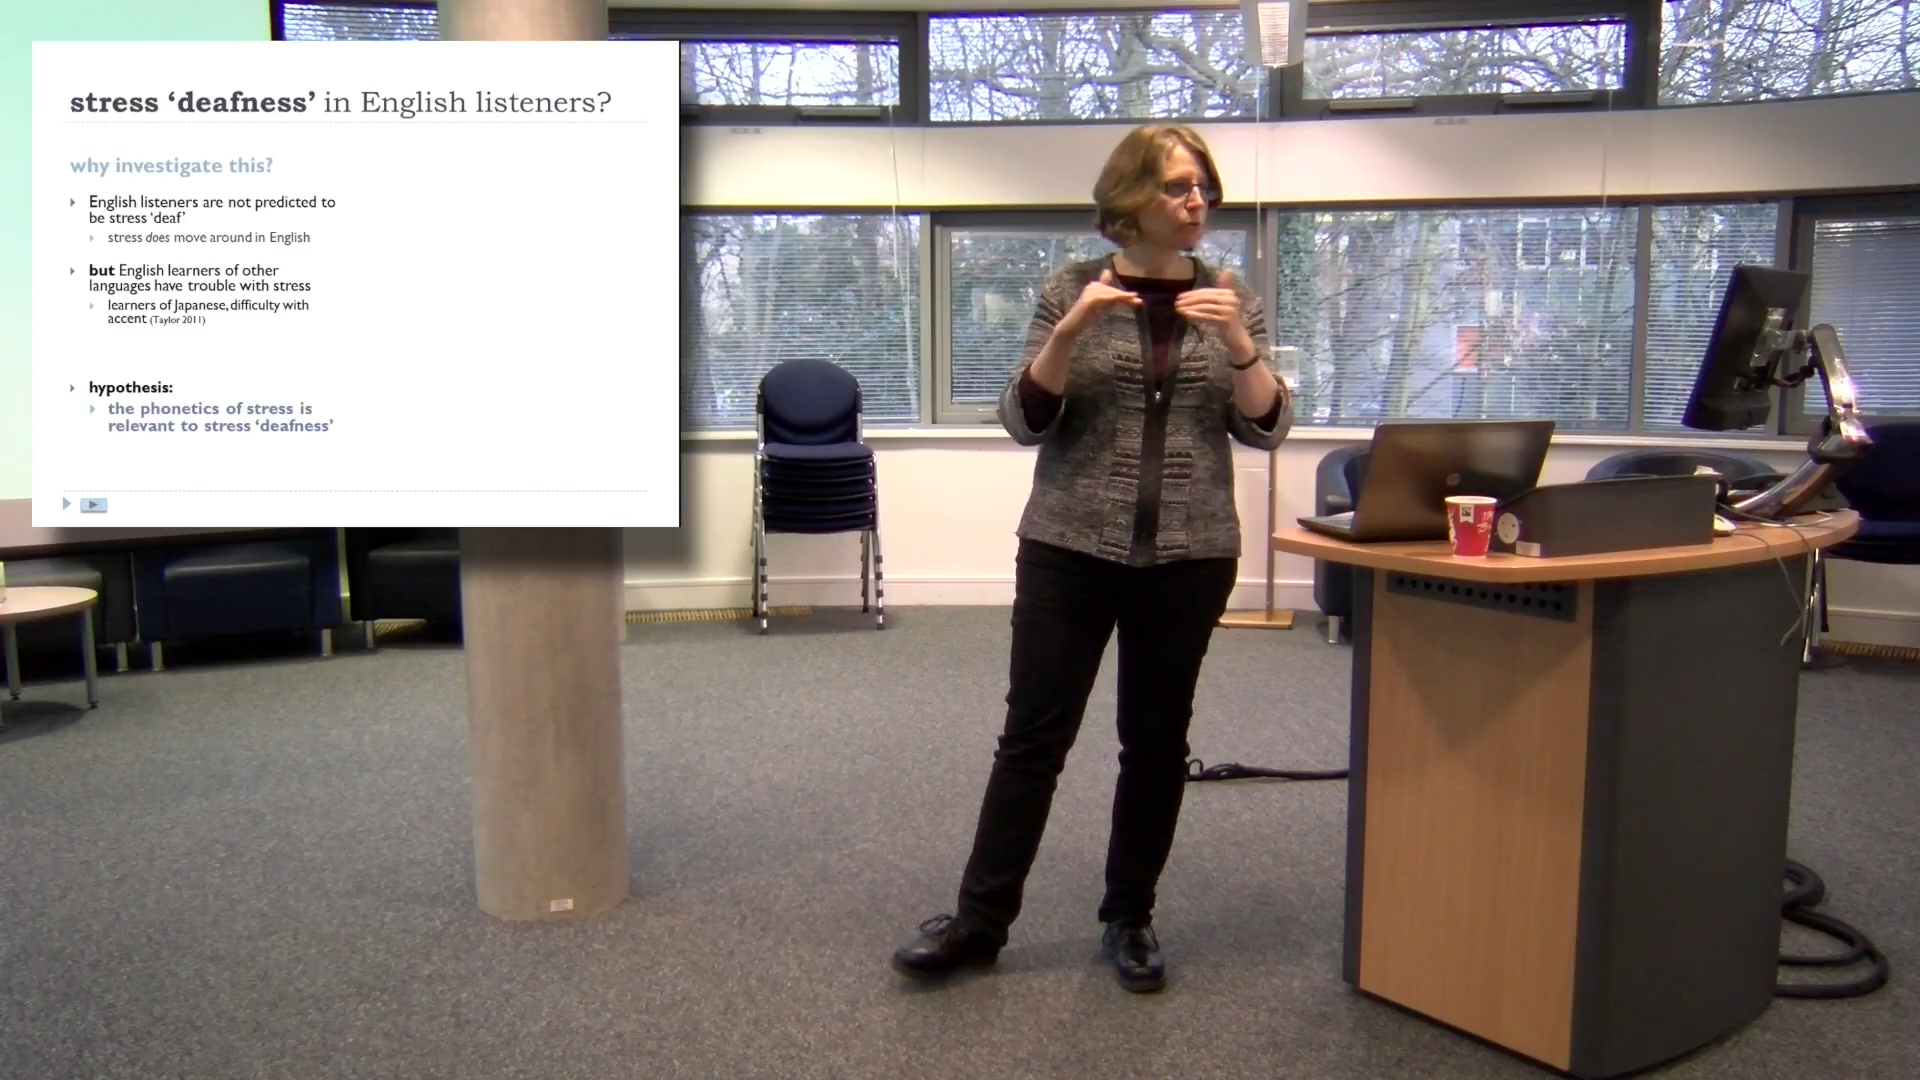 stress ‘deafness’ in English listeners?
why investigate this?
English listeners are not predicted to
be stress ‘deaf’
stress does move around in English
but English learners of other
languages have trouble with stress
learners of Japanese, difficulty with
accent (Taylor 2011)
hypothesis:
the phonetics of stress is
relevant to stress ‘deafness’